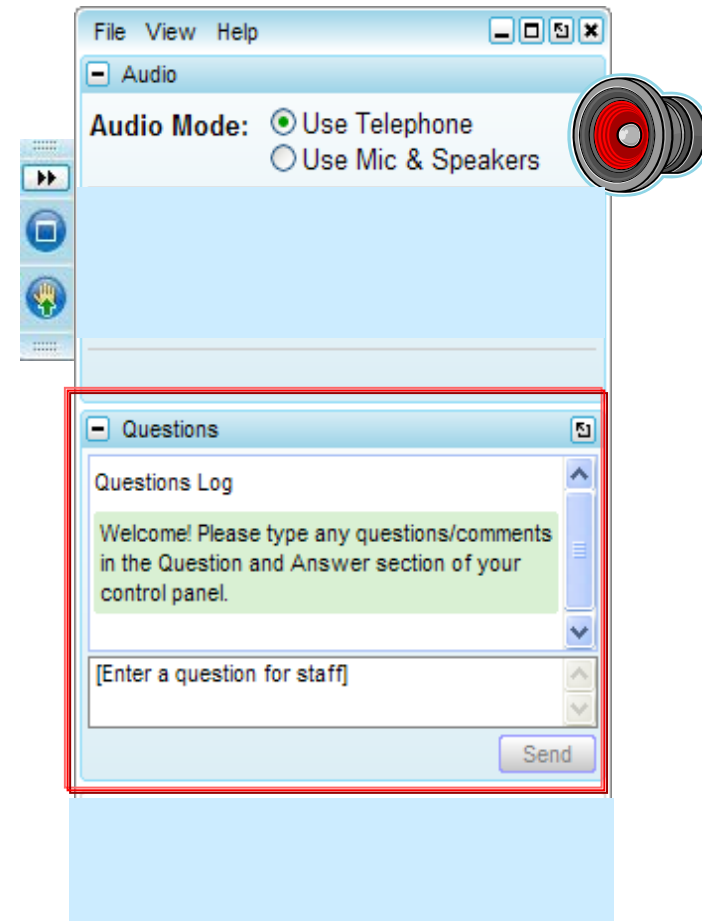 File View Help
Audio
Audio Mode: Use Telephone
Use Mic & Speakers
Questions
Questions Log
Welcome! Please type any questions/comments
in the Question and Answer section of your
control panel.
[Enter a question for staff]
Send